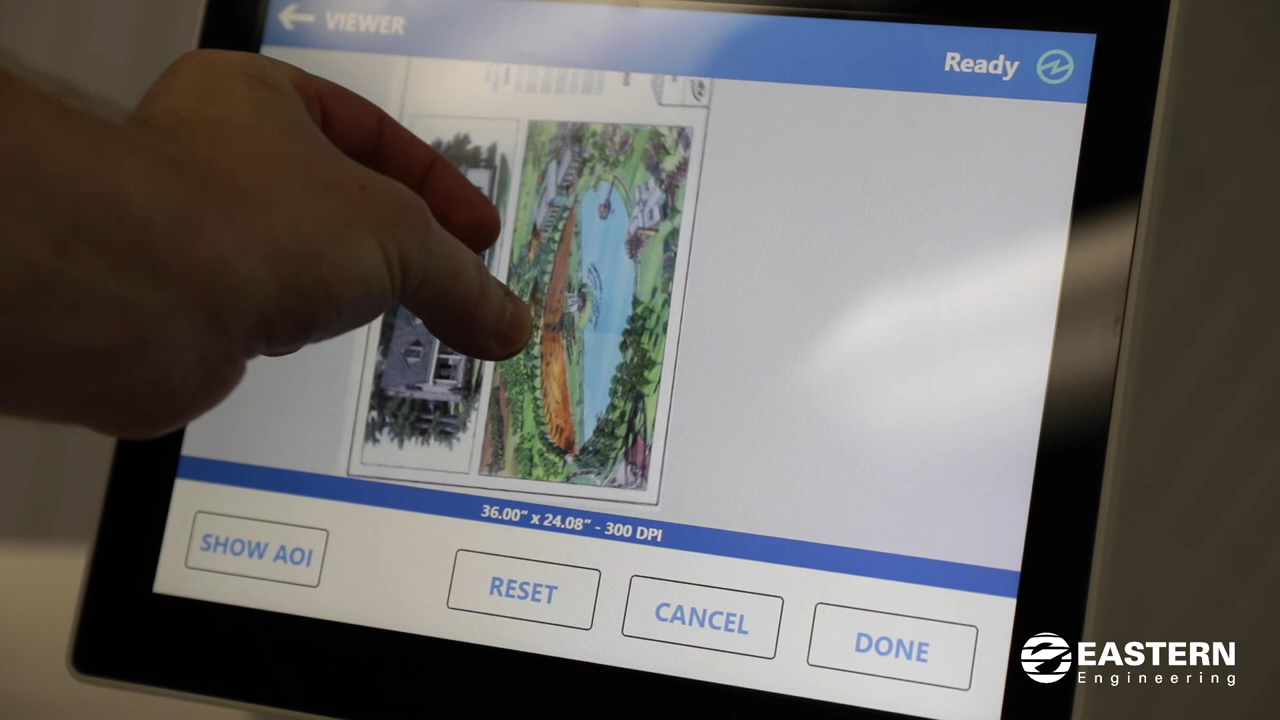 VIEWER
Ready
36.00” x 24.08” - 300 DPI
SHOW AOI
RESET
CANCEL
DONE
EASTERN
Engineering